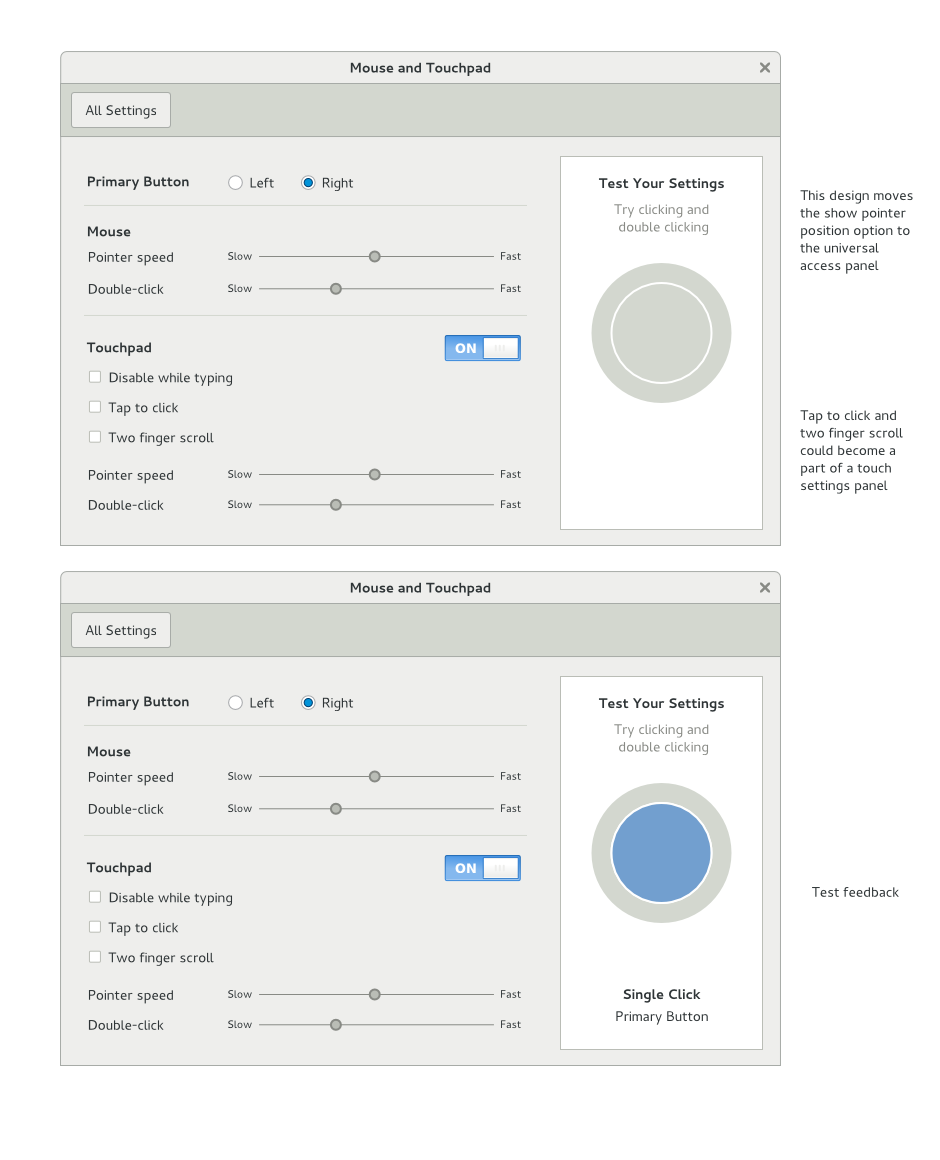 Mouse and Touchpad
All Settings
Primary Button Left Right
Mouse
Pointer speed Slow Fast
Double-click Slow Fast
Touchpad ON
Disable while typing
Tap to click
Two finger scroll
Pointer speed Slow Fast
Double-click Slow Fast
Test Your Settings
Try clicking and
double clicking
This design moves
the show pointer
position option to
the universal
access panel
Tap to click and
two finger scroll
could become a
part of a touch
settings panel
Mouse and Touchpad
All Settings
Primary Button Left Right
Mouse
Pointer speed Slow Fast
Double-click Slow Fast
Touchpad ON
Disable while typing
Tap to click
Two finger scroll
Pointer speed Slow Fast
Double-click Slow Fast
Test Your Settings
Try clicking and
double clicking
Single Click
Primary Button
Test feedback